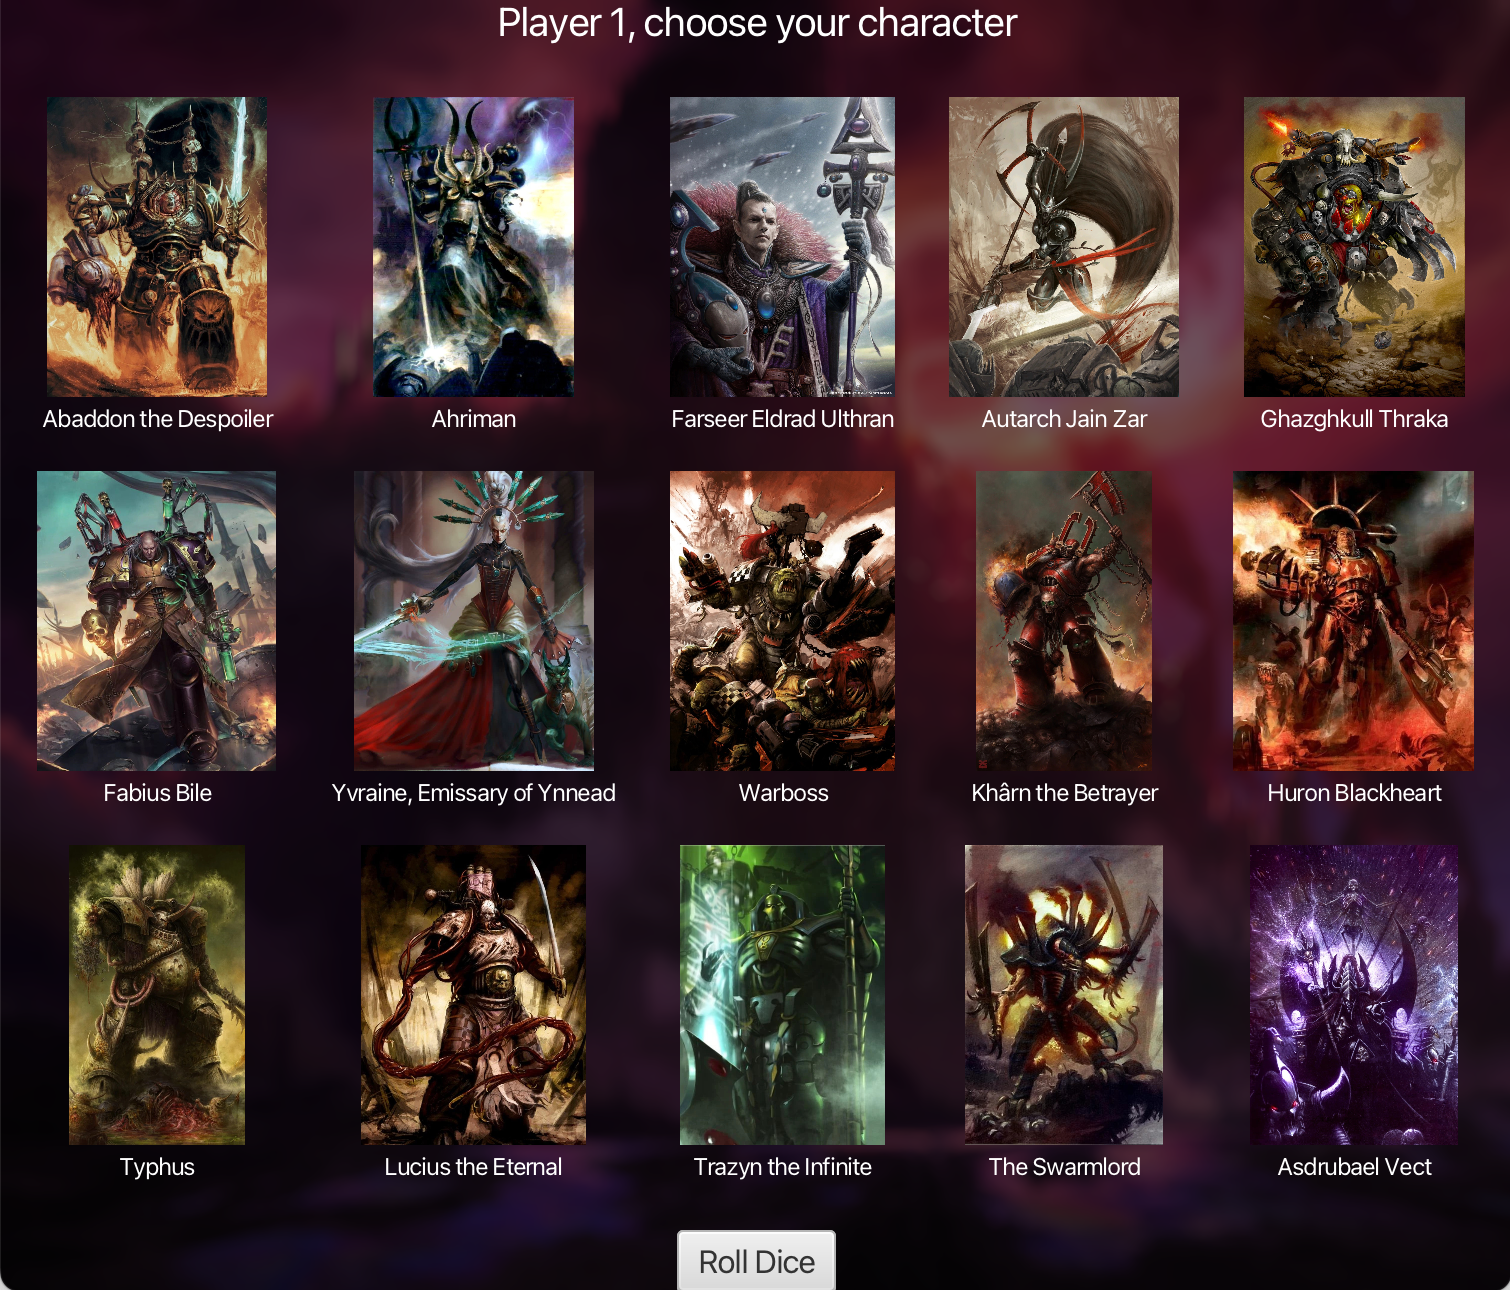 Player 1, choose your character
Abaddon the Despoiler
Ahriman
Farseer Eldrad Ulthran
Autarch Jain Zar
Ghazghkull Thraka
Fabius Bile
Yvraine, Emissary of Ynnead
Warboss
Khârn the Betrayer
Huron Blackheart
Typhus
Lucius the Eternal
Trazyn the Infinite
The Swarmlord
Asdrubael Vect
Roll Dice